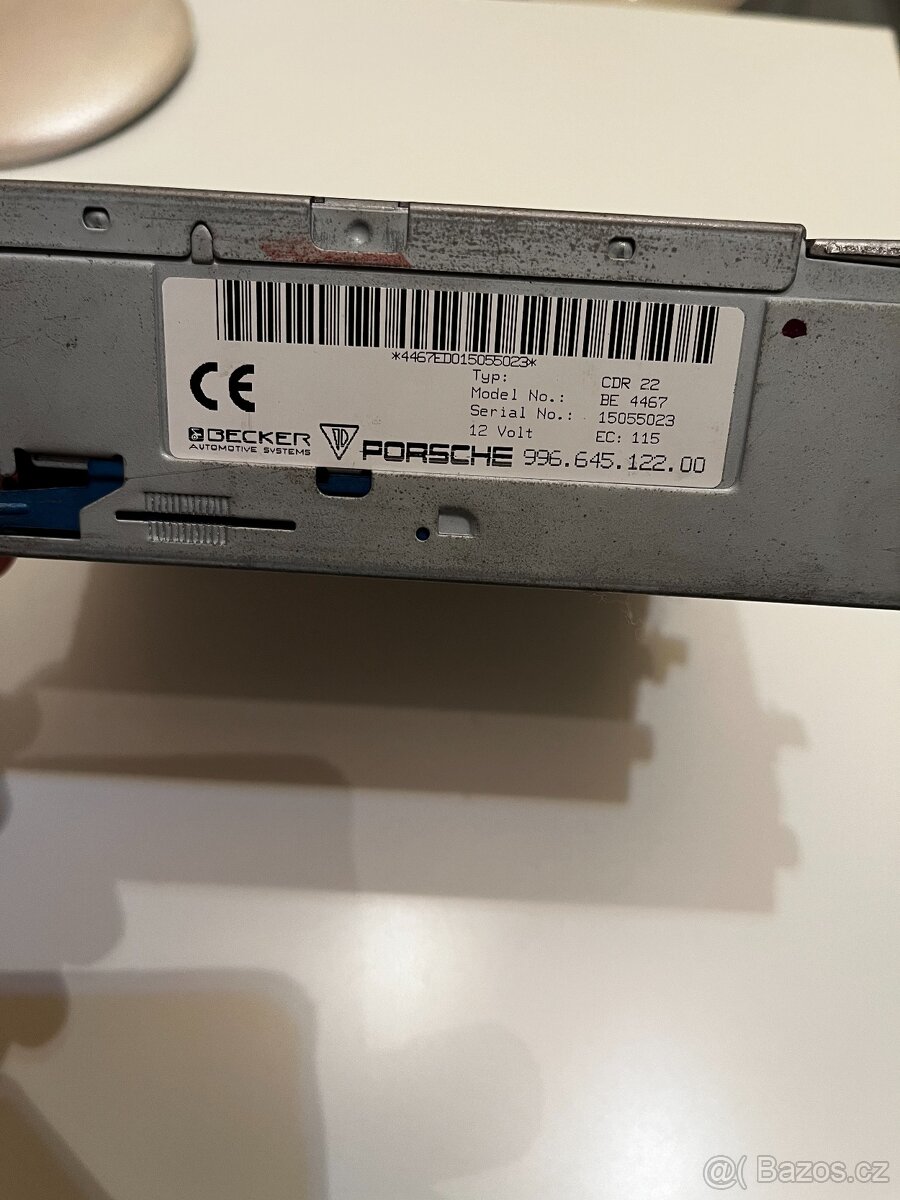 *4467ED015055023*
Typ: CDR 22
Model No.: BE 4467
Serial No.: 15055023
12 Volt EC: 115
CE
BECKER
AUTOMOTIVE SYSTEMS
PORSCHE 996.645.122.00
@( Bazos.cz